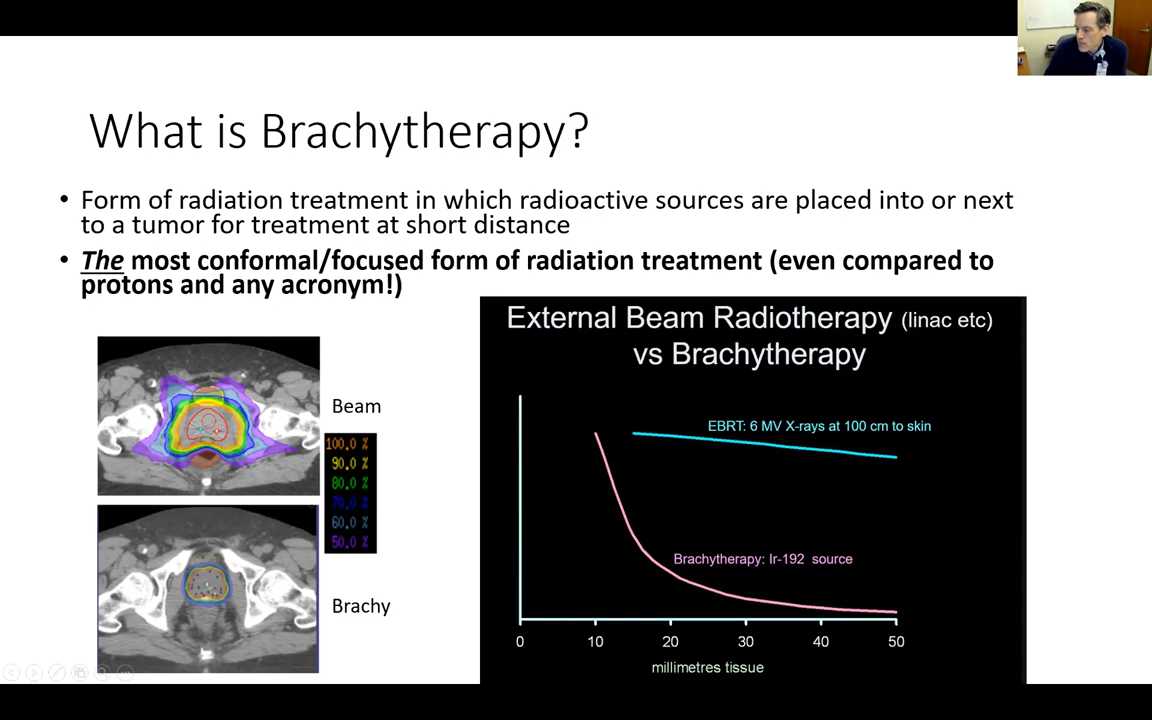 What is Brachytherapy?
• Form of radiation treatment in which radioactive sources are placed into or next
to a tumor for treatment at short distance
• The most conformal/focused form of radiation treatment (even compared to
protons and any acronym!)
External Beam Radiotherapy (linac etc)
vs Brachytherapy
Beam
EBRT: 6 MV X-rays at 100 cm to skin
100.0 %
90.0 %
80.0 %
70.0 %
60.0 %
50.0 %
Brachytherapy: Ir-192 source
Brachy
0 10 20 30 40 50
millimetres tissue